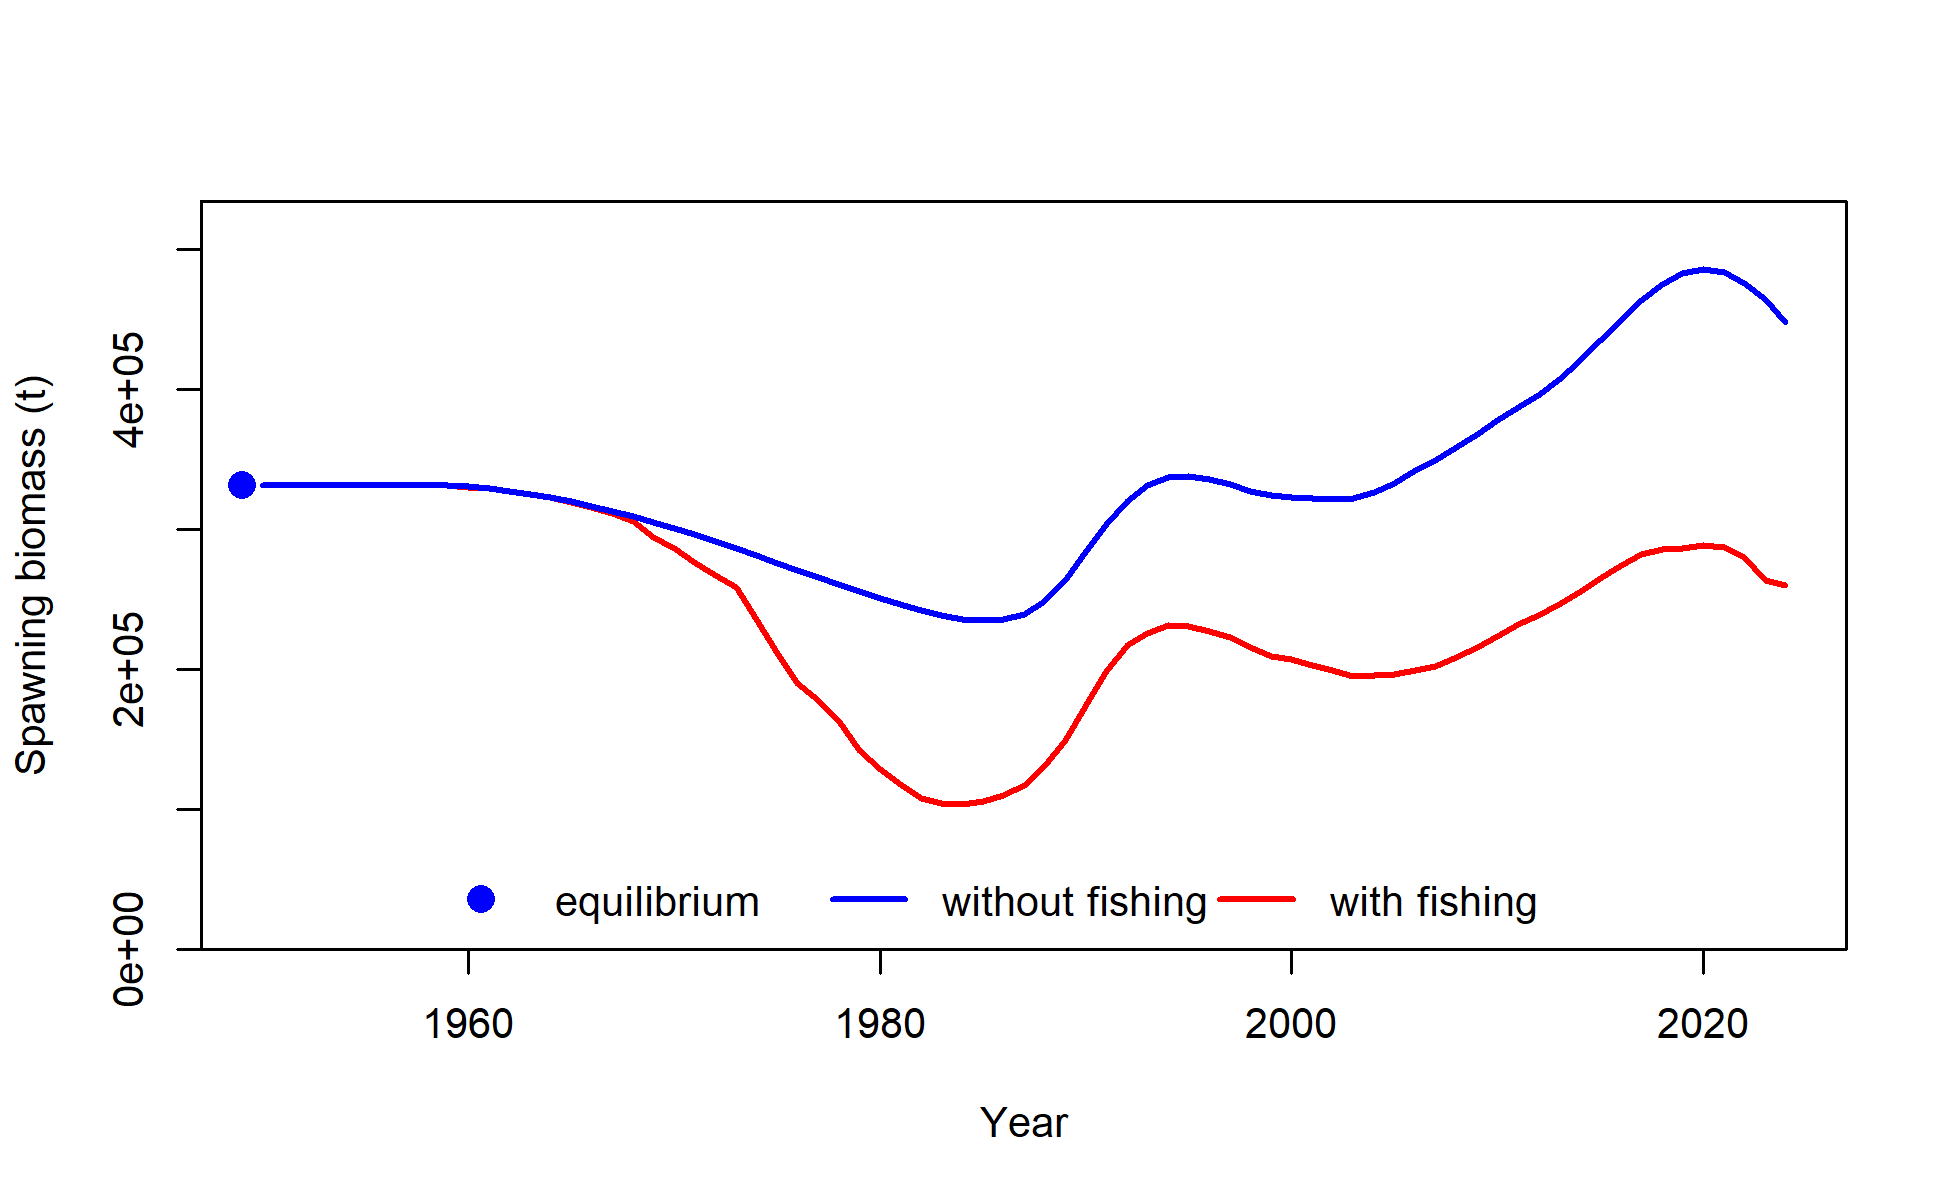 Spawning biomass (t)
4e+05
2e+05
0e+00
equilibrium without fishing with fishing
1960 1980 2000 2020
Year